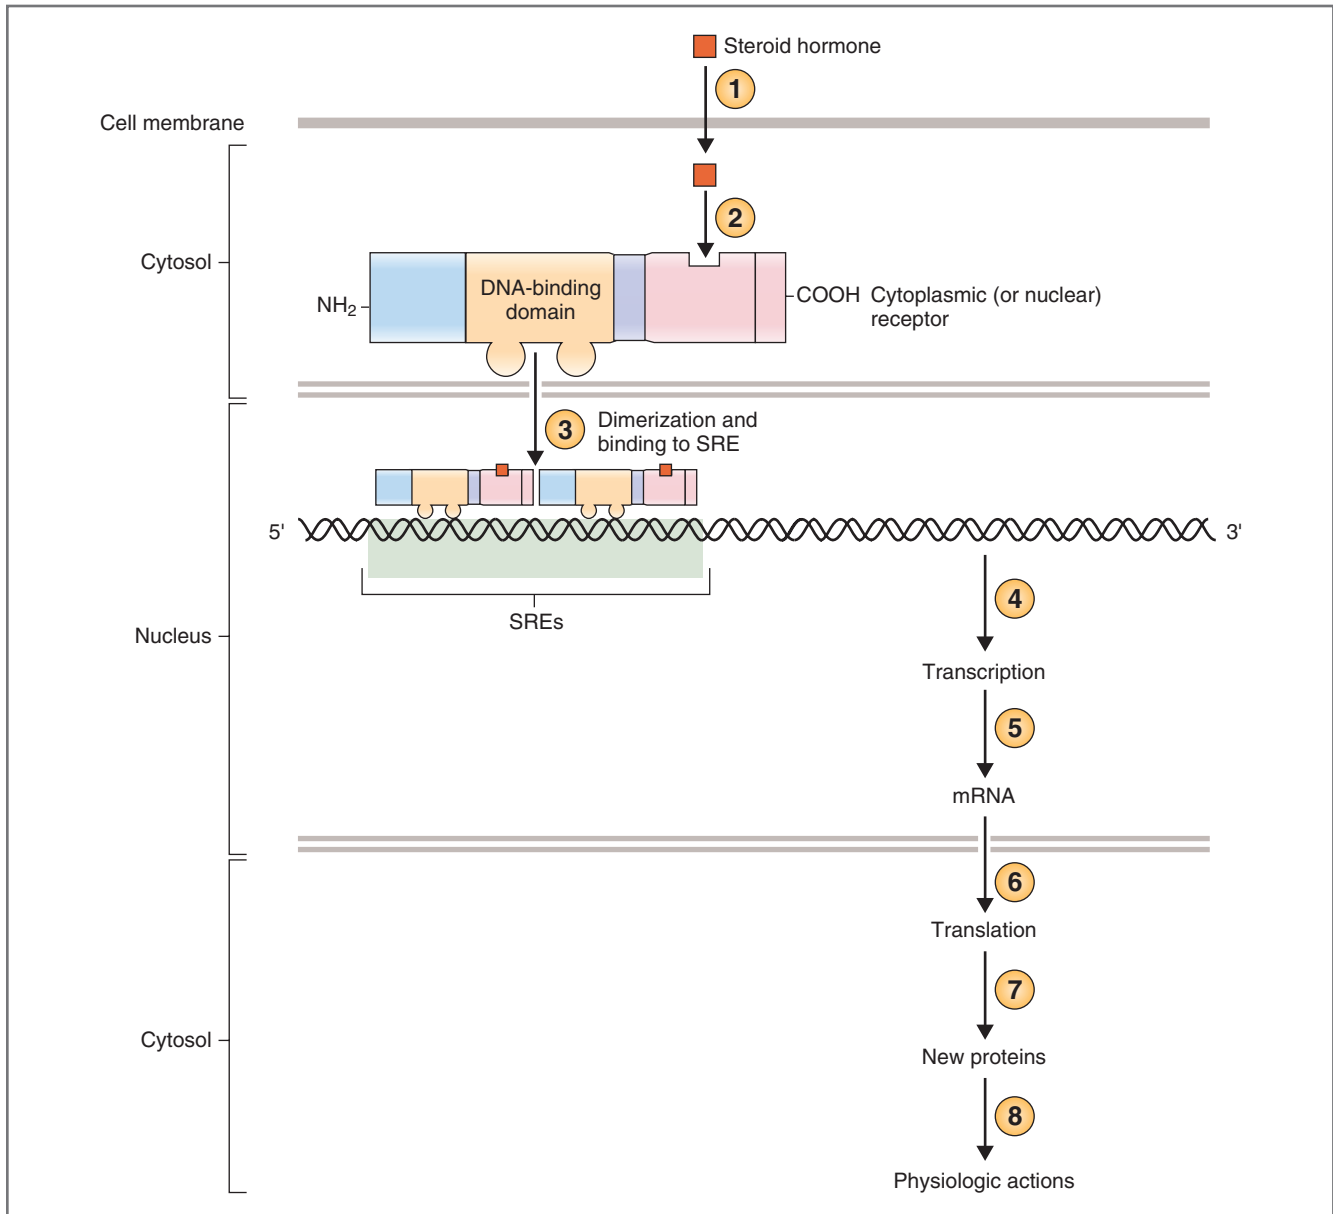 Steroid hormone
1
Cell membrane
2
Cytosol
DNA-binding
domain
NH₂
COOH Cytoplasmic (or nuclear)
receptor
3
Dimerization and
binding to SRE
5'
3'
SREs
4
Nucleus
Transcription
5
mRNA
6
Translation
7
Cytosol
New proteins
8
Physiologic actions